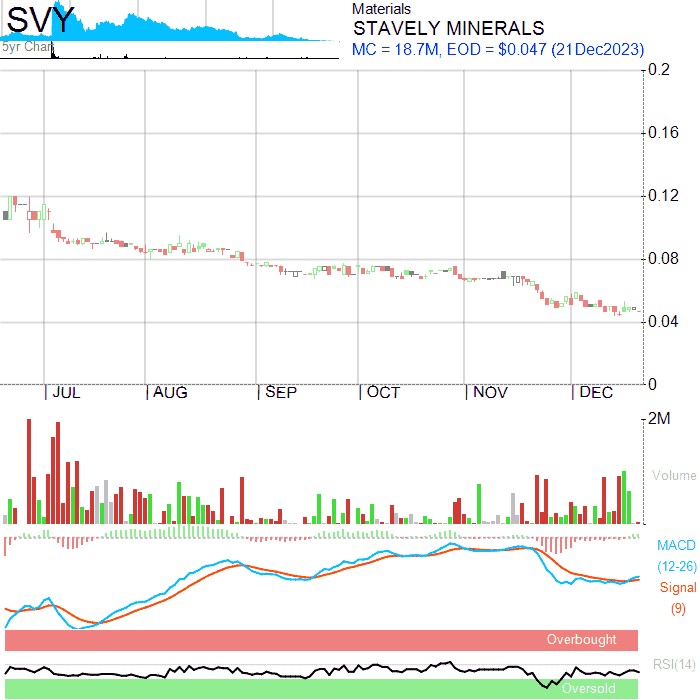 SVY
5yr Chart
Materials
STAVELY MINERALS
MC = 18.7M, EOD = $0.047 (21Dec2023)
0.2
0.16
0.12
0.08
0.04
0
JUL AUG SEP OCT NOV DEC
2M
Volume
MACD
(12-26)
Signal
(9)
Overbought
RSI(14)
Oversold